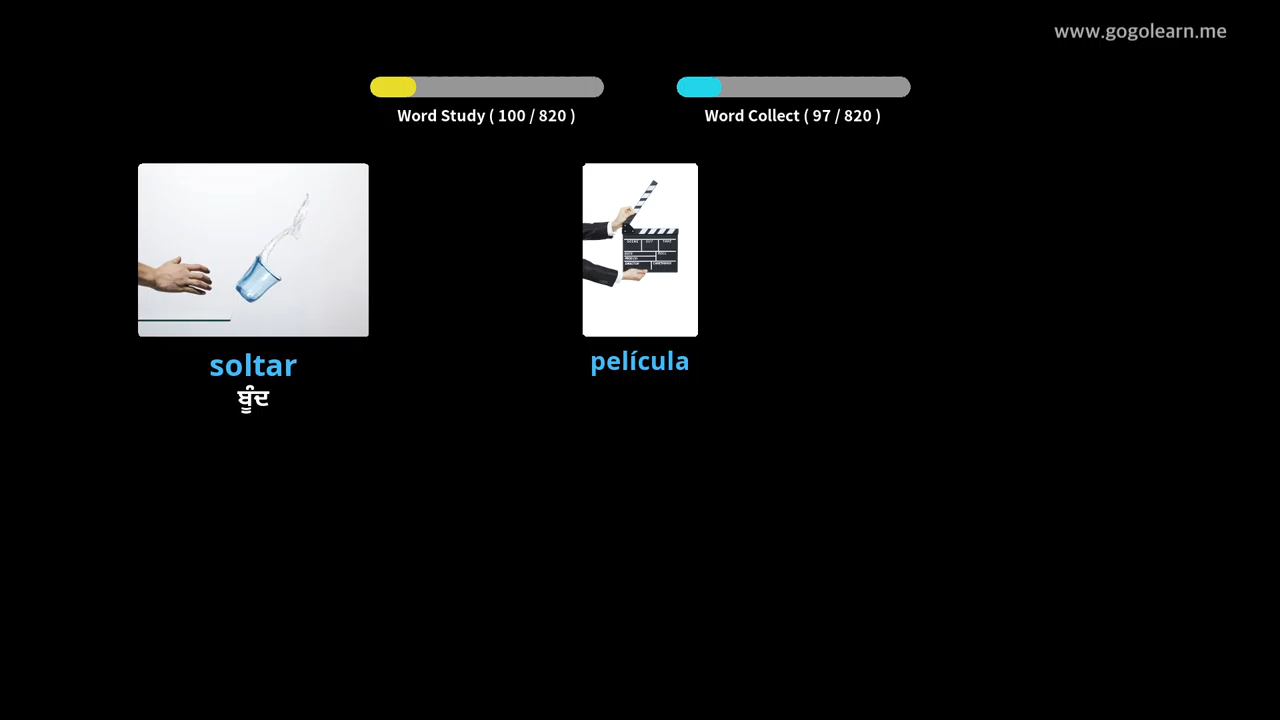 www.gogolearn.me
Word Study ( 100 / 820 )
Word Collect ( 97 / 820 )
soltar
ਬੂੰਦ
película